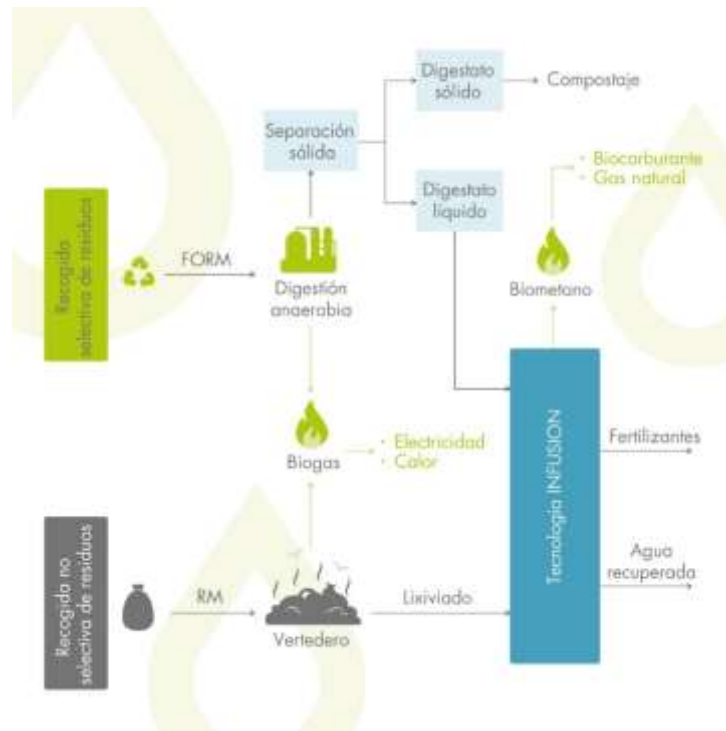 Digestato
sólido
Compostaje
Separación
sólida
Digestato
líquido
· Biocarburante
· Gas natural
Recogida
selectiva de residuos
FORM
Digestión
anaerobia
Biometano
Biogas
· Electricidad
· Calor
Tecnología INFUSION
Fertilizantes
Recogida no
selectiva de residuos
RM
Vertedero
Lixiviado
Agua
recuperada